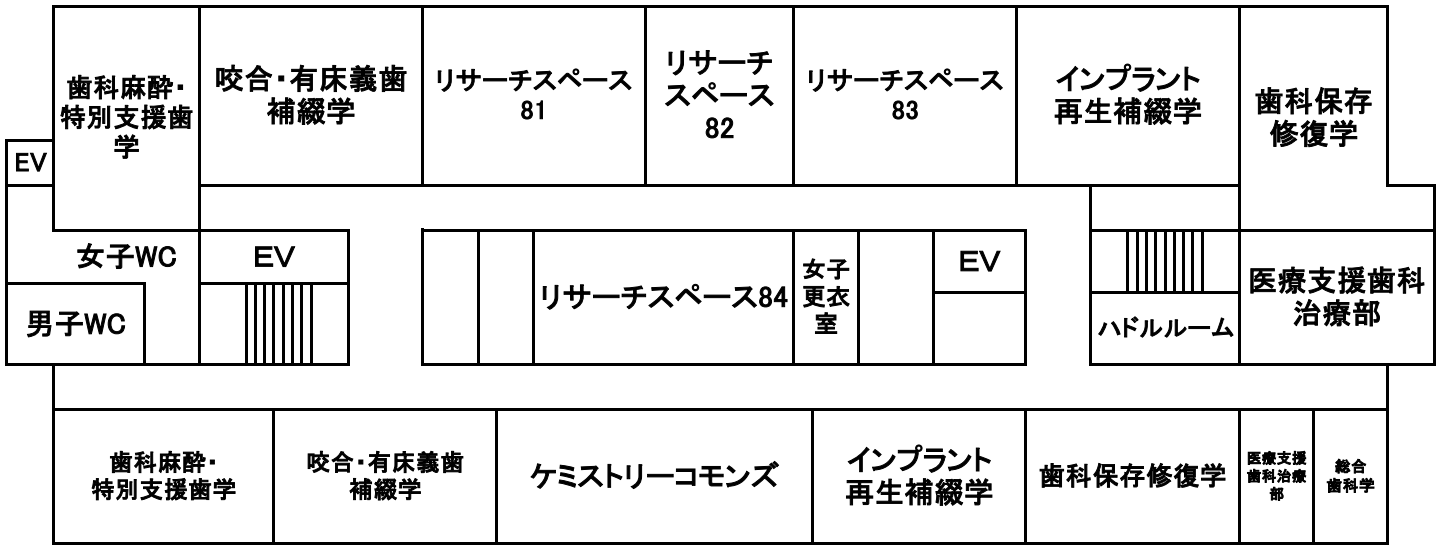 歯科麻酔・
特別支援歯
学
咬合・有床義歯
補綴学
リサーチスペース
81
リサーチ
スペース
82
リサーチスペース
83
インプラント
再生補綴学
歯科保存
修復学
EV
女子WC
男子WC
EV
リサーチスペース84
女子
更衣
室
EV
ハドルルーム
医療支援歯科
治療部
歯科麻酔・
特別支援歯学
咬合・有床義歯
補綴学
ケミストリーコモンズ
インプラント
再生補綴学
歯科保存修復学
医療支援
歯科治療
部
総合
歯科学